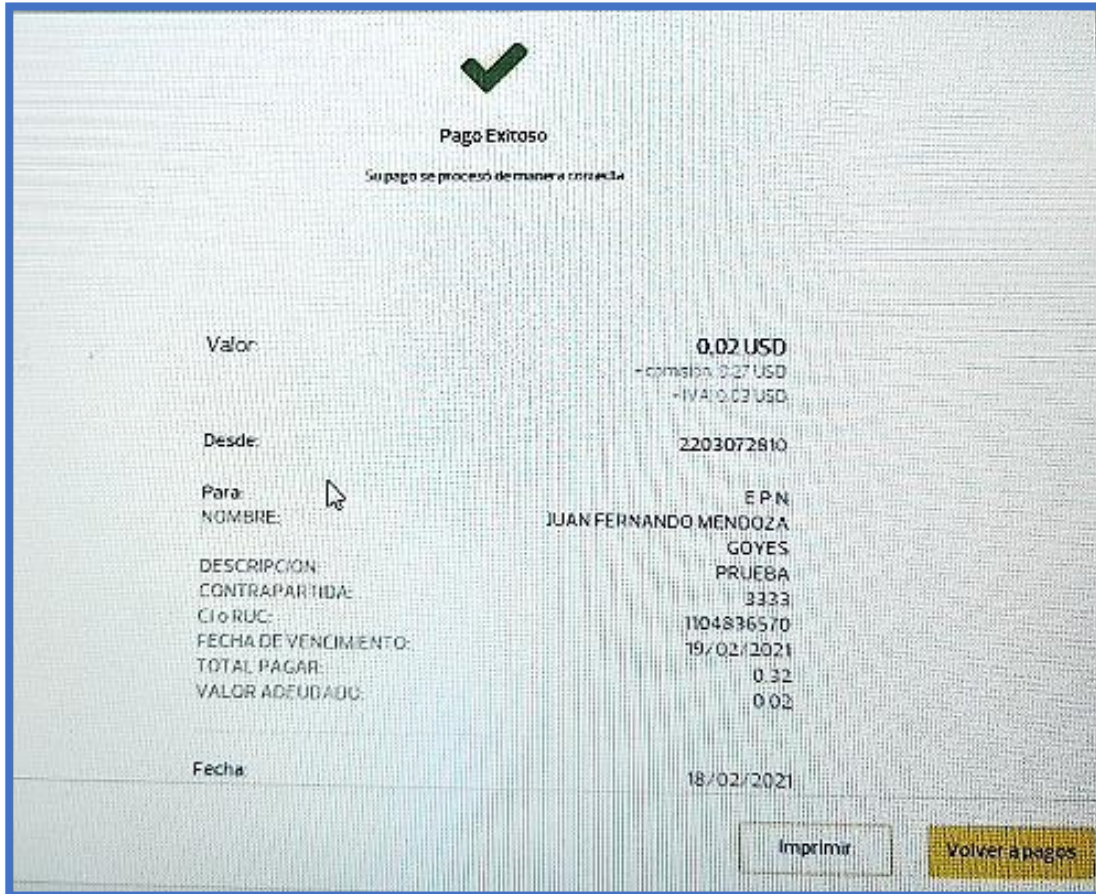 Pago Exitoso
Su pago se procesó de manera correcta
Valor: 0,02 USD
+ comisión: 0.27 USD
+ IVA: 0.03 USD
Desde: 2203072810
Para: E P N
NOMBRE: JUAN FERNANDO MENDOZA
GOYES
DESCRIPCION: PRUEBA
CONTRAPARTIDA: 3333
CI o RUC: 1104836570
FECHA DE VENCIMIENTO: 19/02/2021
TOTAL PAGAR: 0.32
VALOR ADEUDADO: 0.02
Fecha: 18/02/2021
Imprimir
Volver a pagos